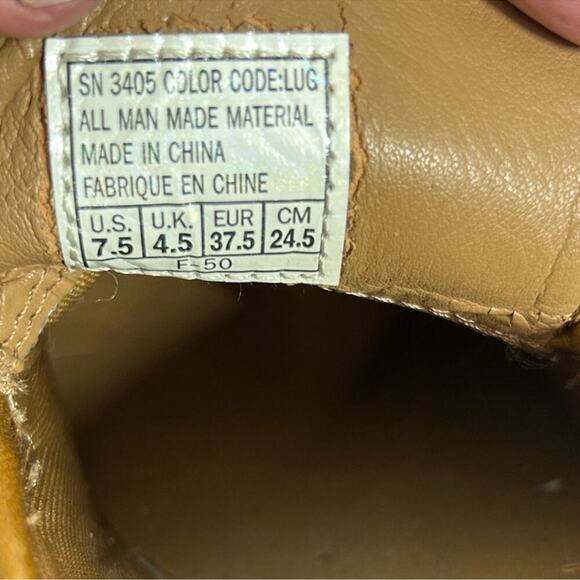 SN 3405 COLOR CODE:LUG
ALL MAN MADE MATERIAL
MADE IN CHINA
FABRIQUE EN CHINE
U.S. U.K. EUR CM
7.5 4.5 37.5 24.5
F-50